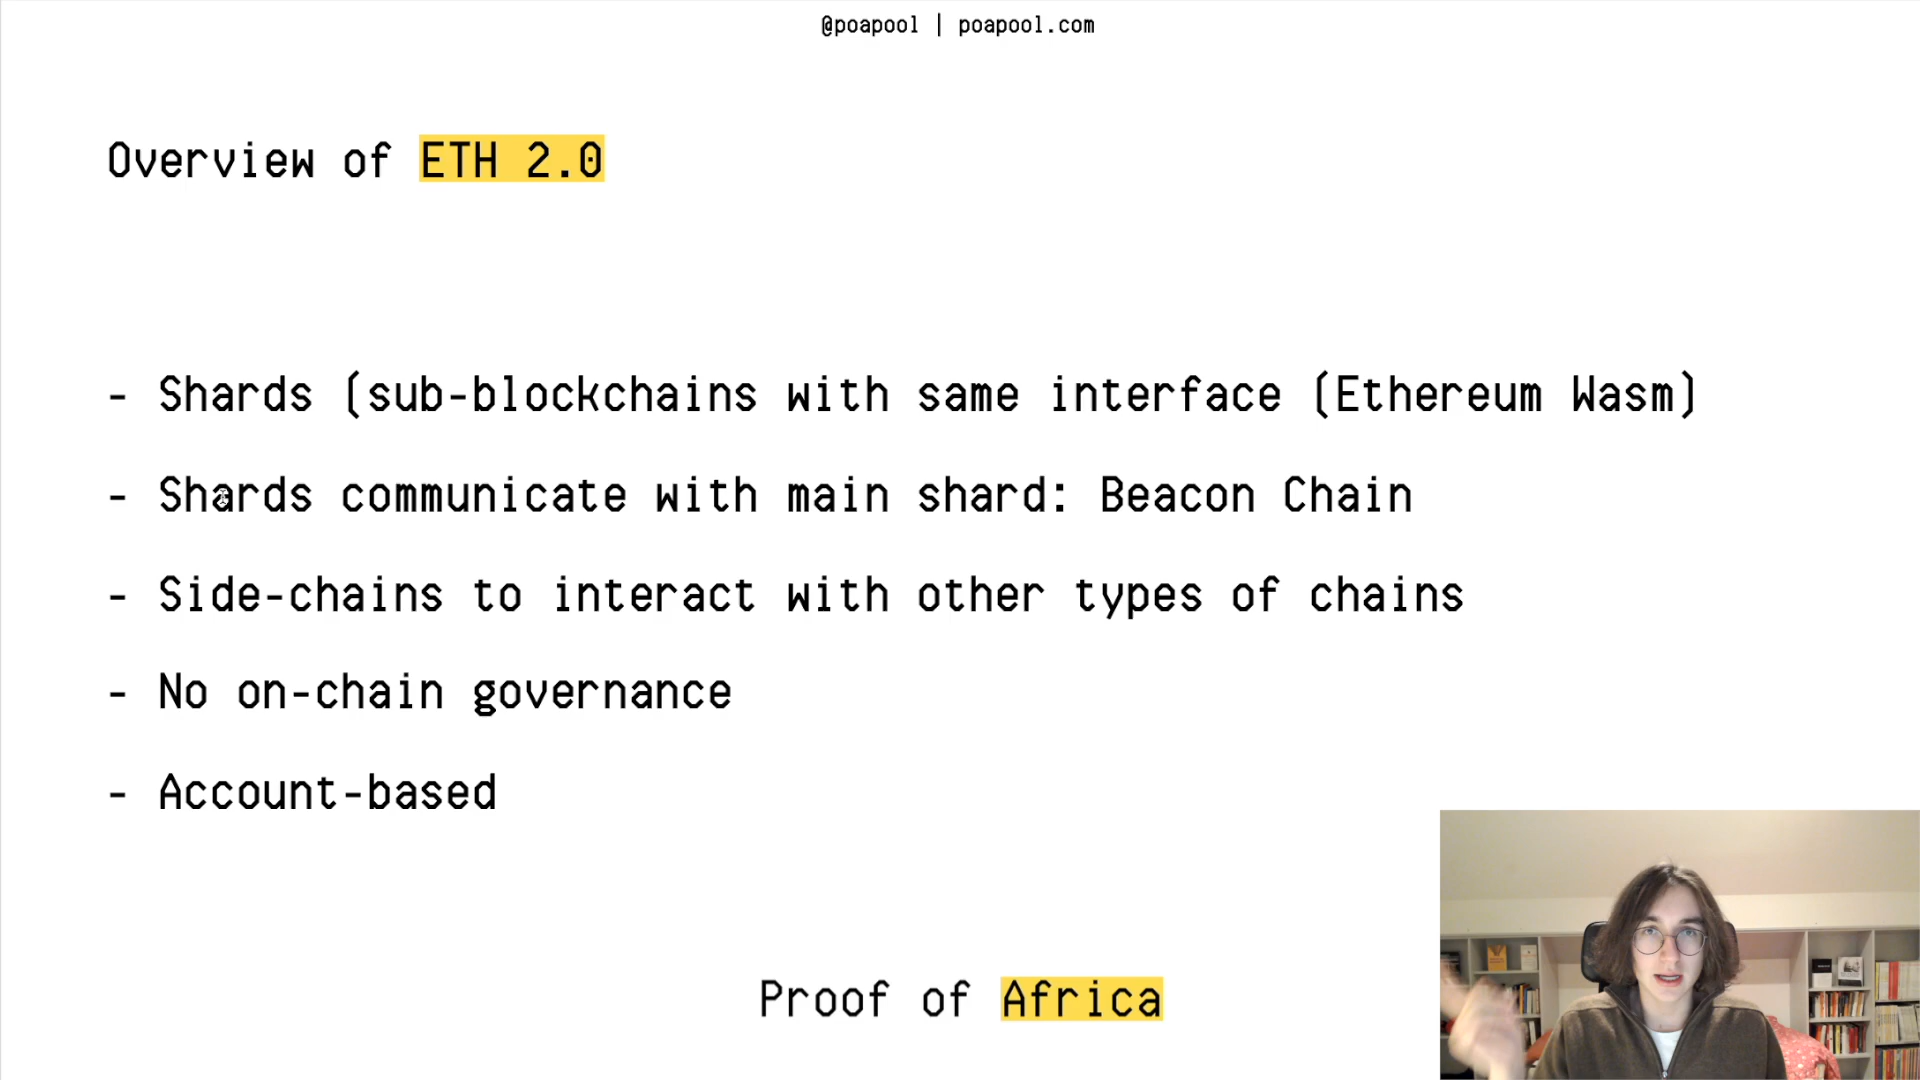 @poapool | poapool.com
Overview of ETH 2.0
- Shards (sub-blockchains with same interface (Ethereum Wasm)
- Shards communicate with main shard: Beacon Chain
- Side-chains to interact with other types of chains
- No on-chain governance
- Account-based
Proof of Africa